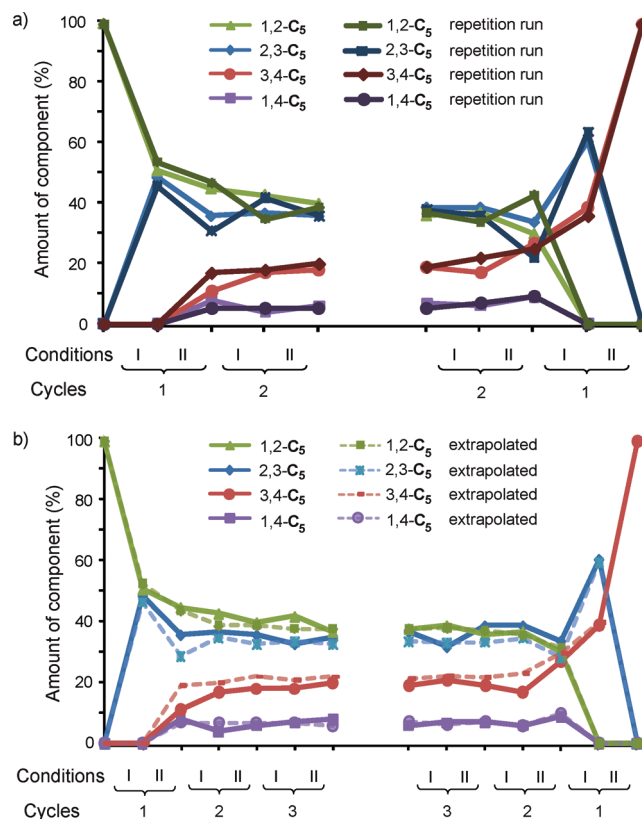 a)
100
80
60
40
20
0
Amount of component (%)
1,2-C5 1,2-C5 repetition run
2,3-C5 2,3-C5 repetition run
3,4-C5 3,4-C5 repetition run
1,4-C5 1,4-C5 repetition run
Conditions I II I II I II I II
Cycles 1 2 2 1
b)
100
80
60
40
20
0
Amount of component (%)
1,2-C5 1,2-C5 extrapolated
2,3-C5 2,3-C5 extrapolated
3,4-C5 3,4-C5 extrapolated
1,4-C5 1,4-C5 extrapolated
Conditions I II I II I II I II I II I II
Cycles 1 2 3 3 2 1